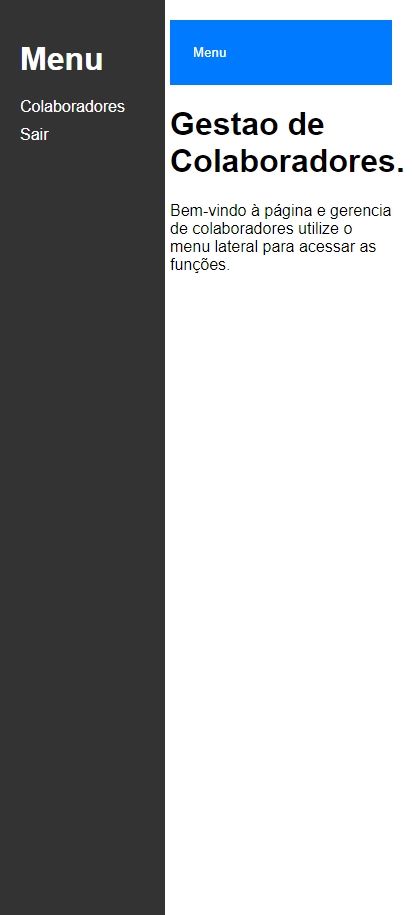 Menu
Colaboradores
Sair
Menu
Gestao de
Colaboradores.
Bem-vindo à página e gerencia
de colaboradores utilize o
menu lateral para acessar as
funções.